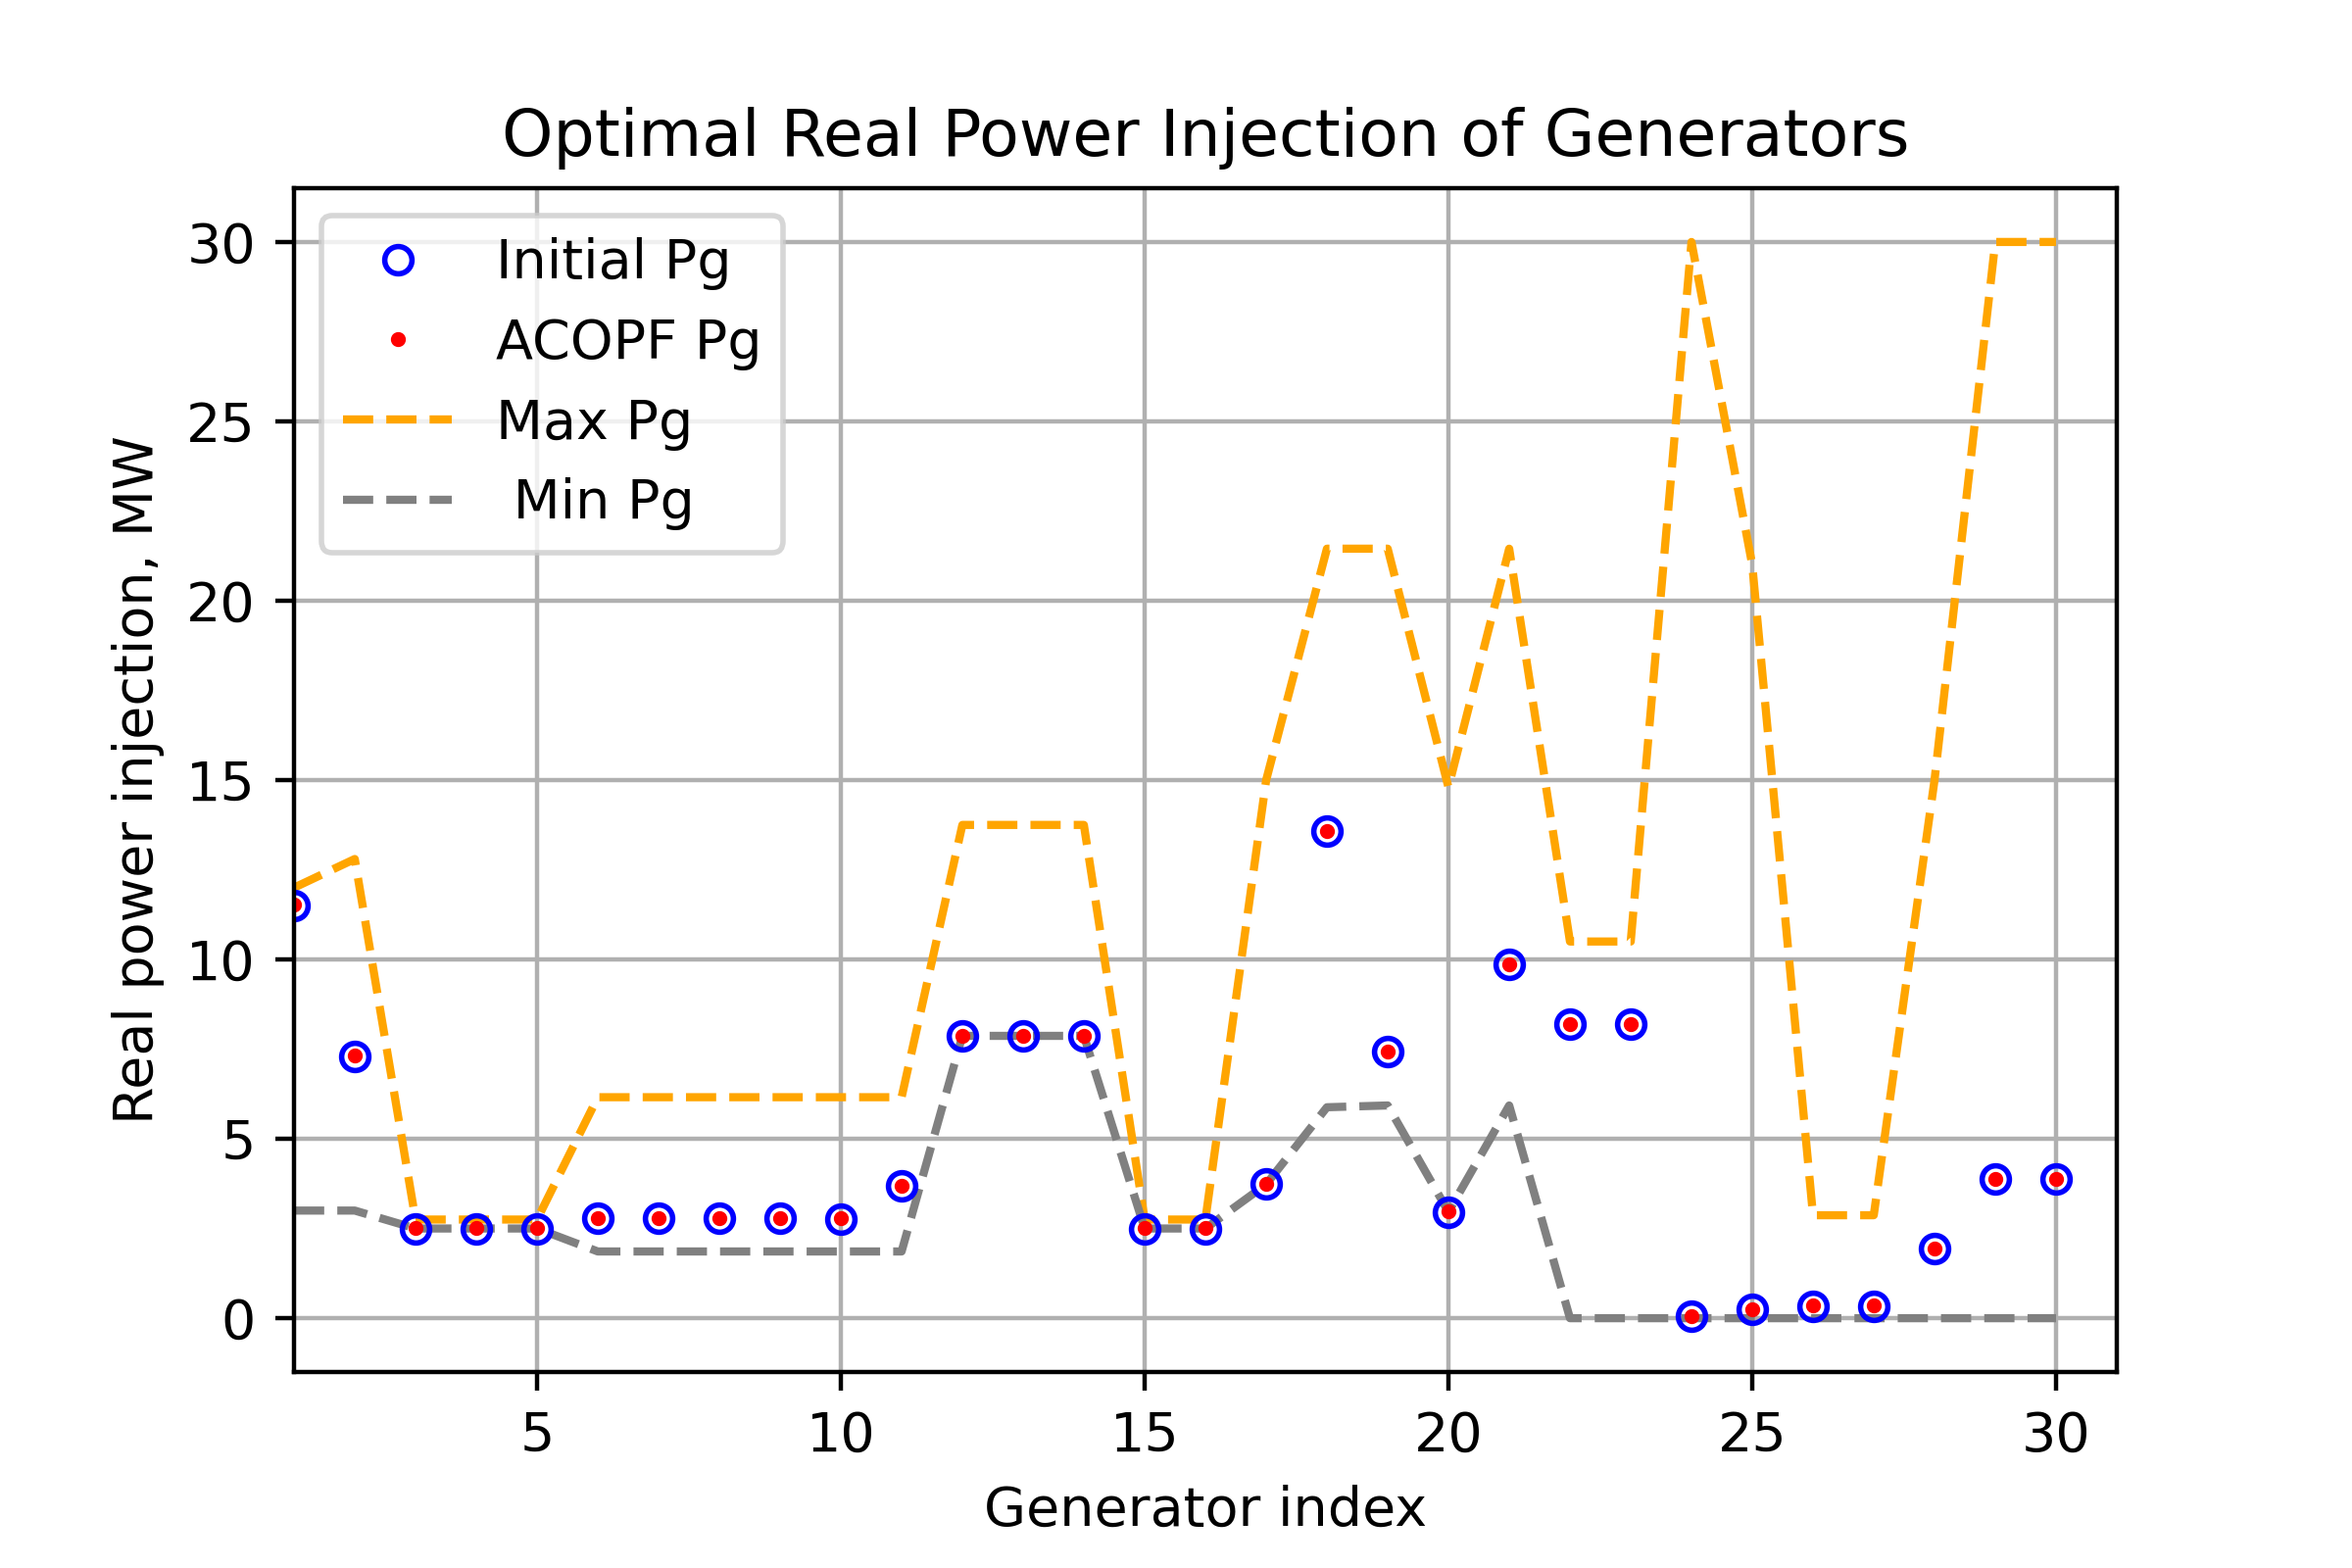 Optimal Real Power Injection of Generators
Initial Pg
ACOPF Pg
Max Pg
Min Pg
Real power injection, MW
30
25
20
15
10
5
0
5 10 15 20 25 30
Generator index